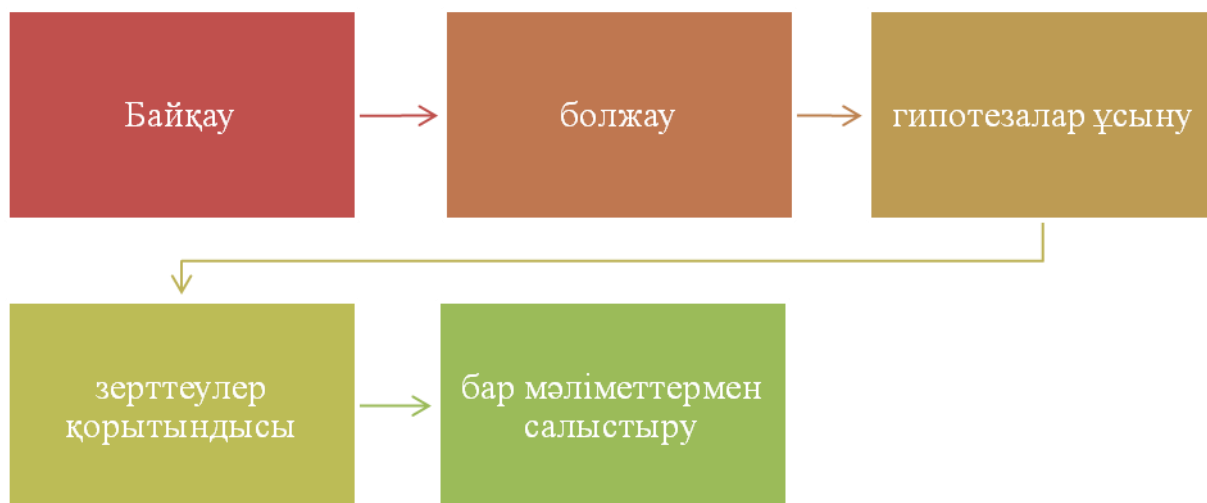 Байқау
болжау
гипотезалар ұсыну
зерттеулер
қорытындысы
бар мәліметтермен
салыстыру